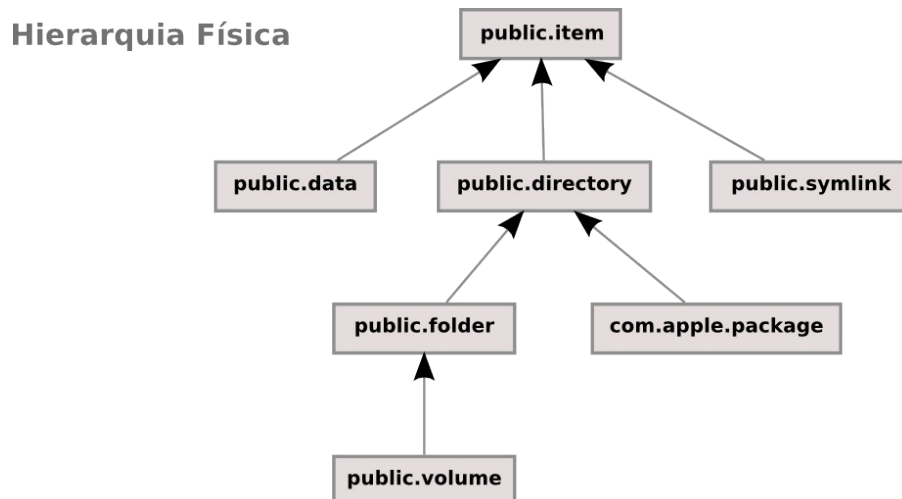 Hierarquia Física
public.item
public.data
public.directory
public.symlink
public.folder
com.apple.package
public.volume